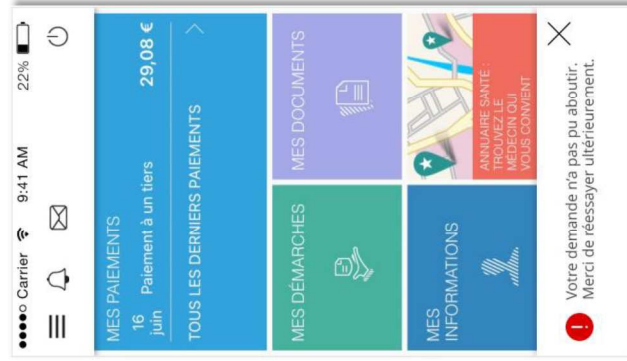 Carrier 9:41 AM 22%
MES PAIEMENTS
16 juin Paiement à un tiers 29,08 €
TOUS LES DERNIERS PAIEMENTS
MES DÉMARCHES
MES DOCUMENTS
MES
INFORMATIONS
ANNUAIRE SANTÉ :
TROUVEZ LE
MÉDECIN QUI
VOUS CONVIENT
Votre demande n'a pas pu aboutir.
Merci de réessayer ultérieurement.